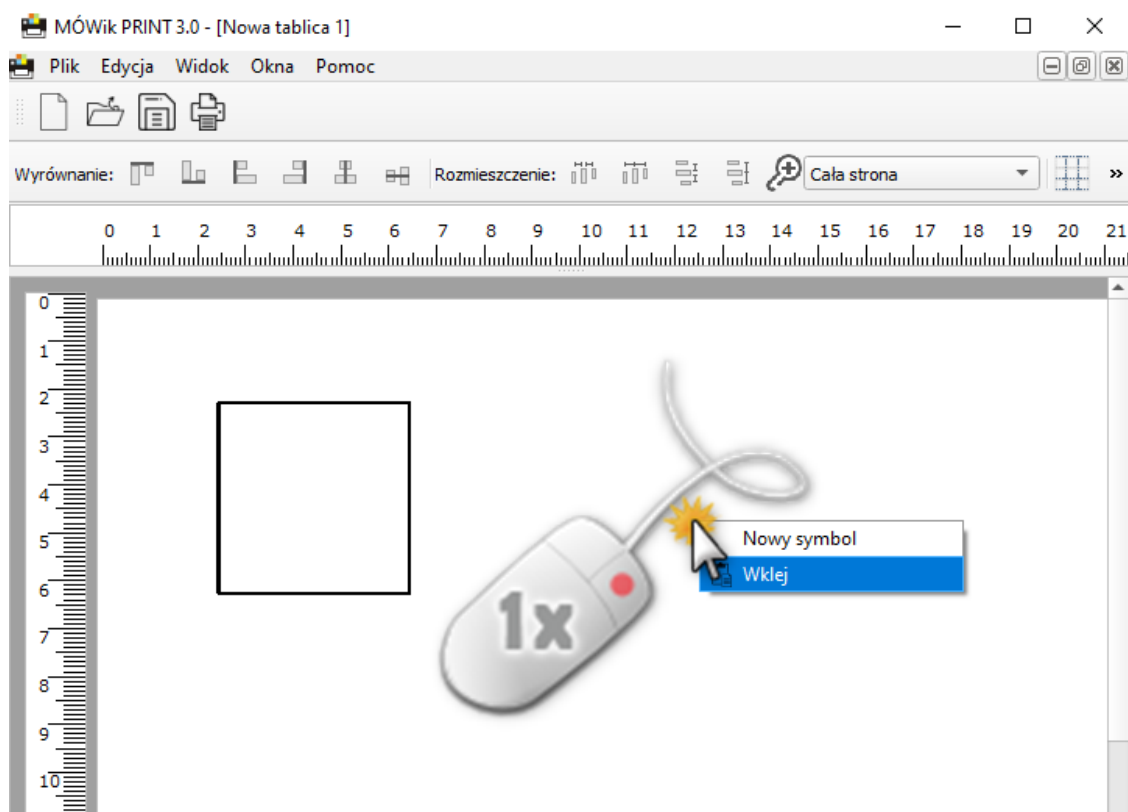 MÓWik PRINT 3.0 - [Nowa tablica 1]
Plik Edycja Widok Okna Pomoc
Wyrównanie: Rozmieszczenie: Cała strona »
0 1 2 3 4 5 6 7 8 9 10 11 12 13 14 15 16 17 18 19 20 21
0
1
2
3
4
5
6
7
8
9
10
Nowy symbol
Wklej
1x